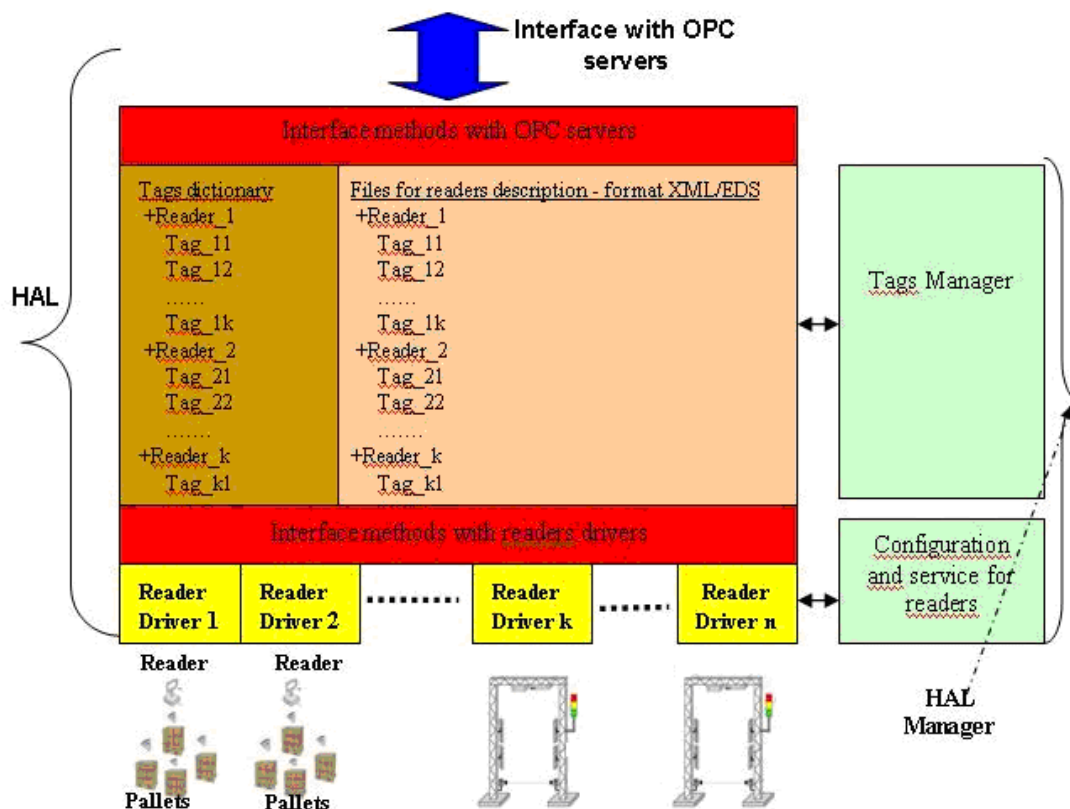 Interface with OPC
servers
Interface methods with OPC servers
Tags dictionary
+Reader_1
Tag_11
Tag_12
......
Tag_1k
+Reader_2
Tag_21
Tag_22
.......
+Reader_k
Tag_k1
Files for readers description - format XML/EDS
+Reader_1
Tag_11
Tag_12
......
Tag_1k
+Reader_2
Tag_21
Tag_22
.......
+Reader_k
Tag_k1
HAL
Tags Manager
Interface methods with readers'drivers
Configuration
and service for
readers
Reader
Driver 1
Reader
Driver 2
Reader
Driver k
Reader
Driver n
Reader
Reader
Pallets
Pallets
HAL
Manager